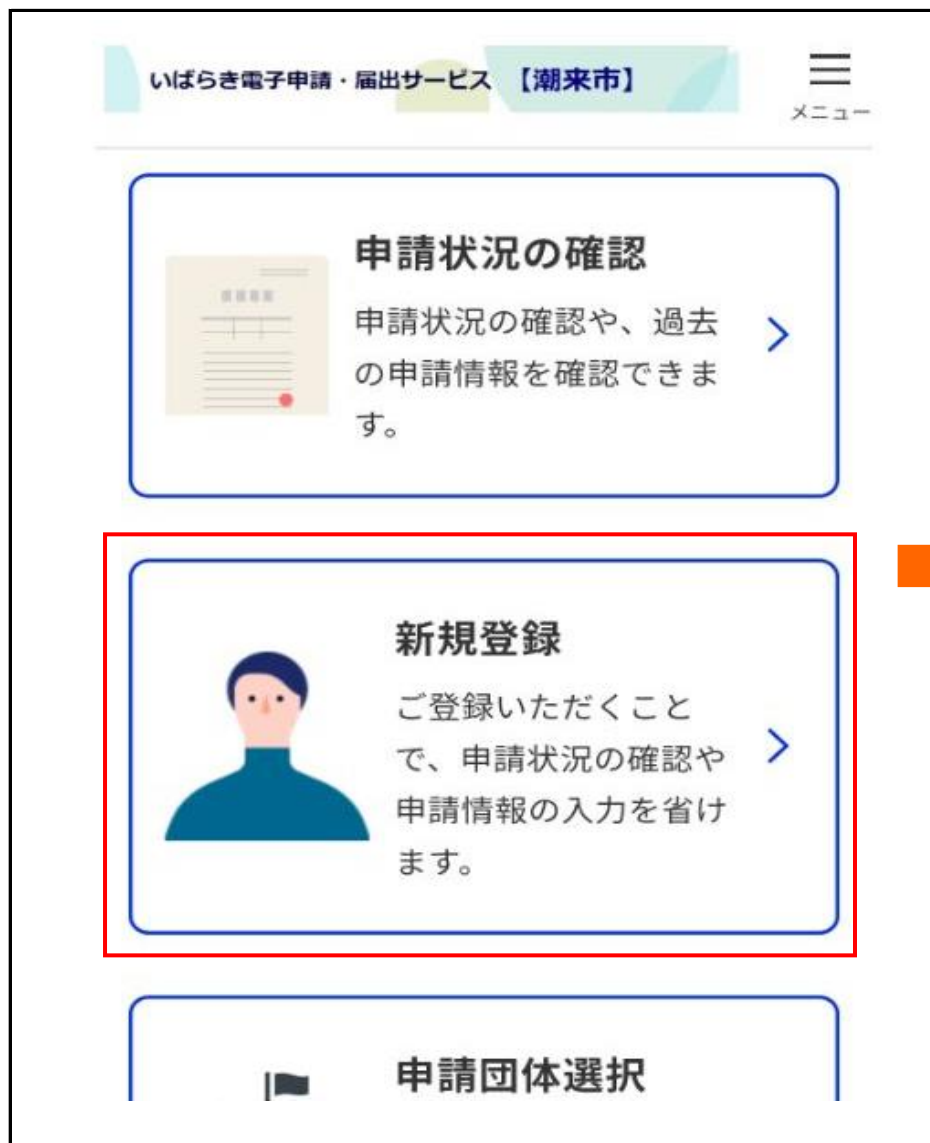 いばらき電子申請・届出サービス 【潮来市】
メニュー
申請状況の確認
申請状況の確認や、過去
の申請情報を確認できま
す。
新規登録
ご登録いただくこと
で、申請状況の確認や
申請情報の入力を省け
ます。
申請団体選択